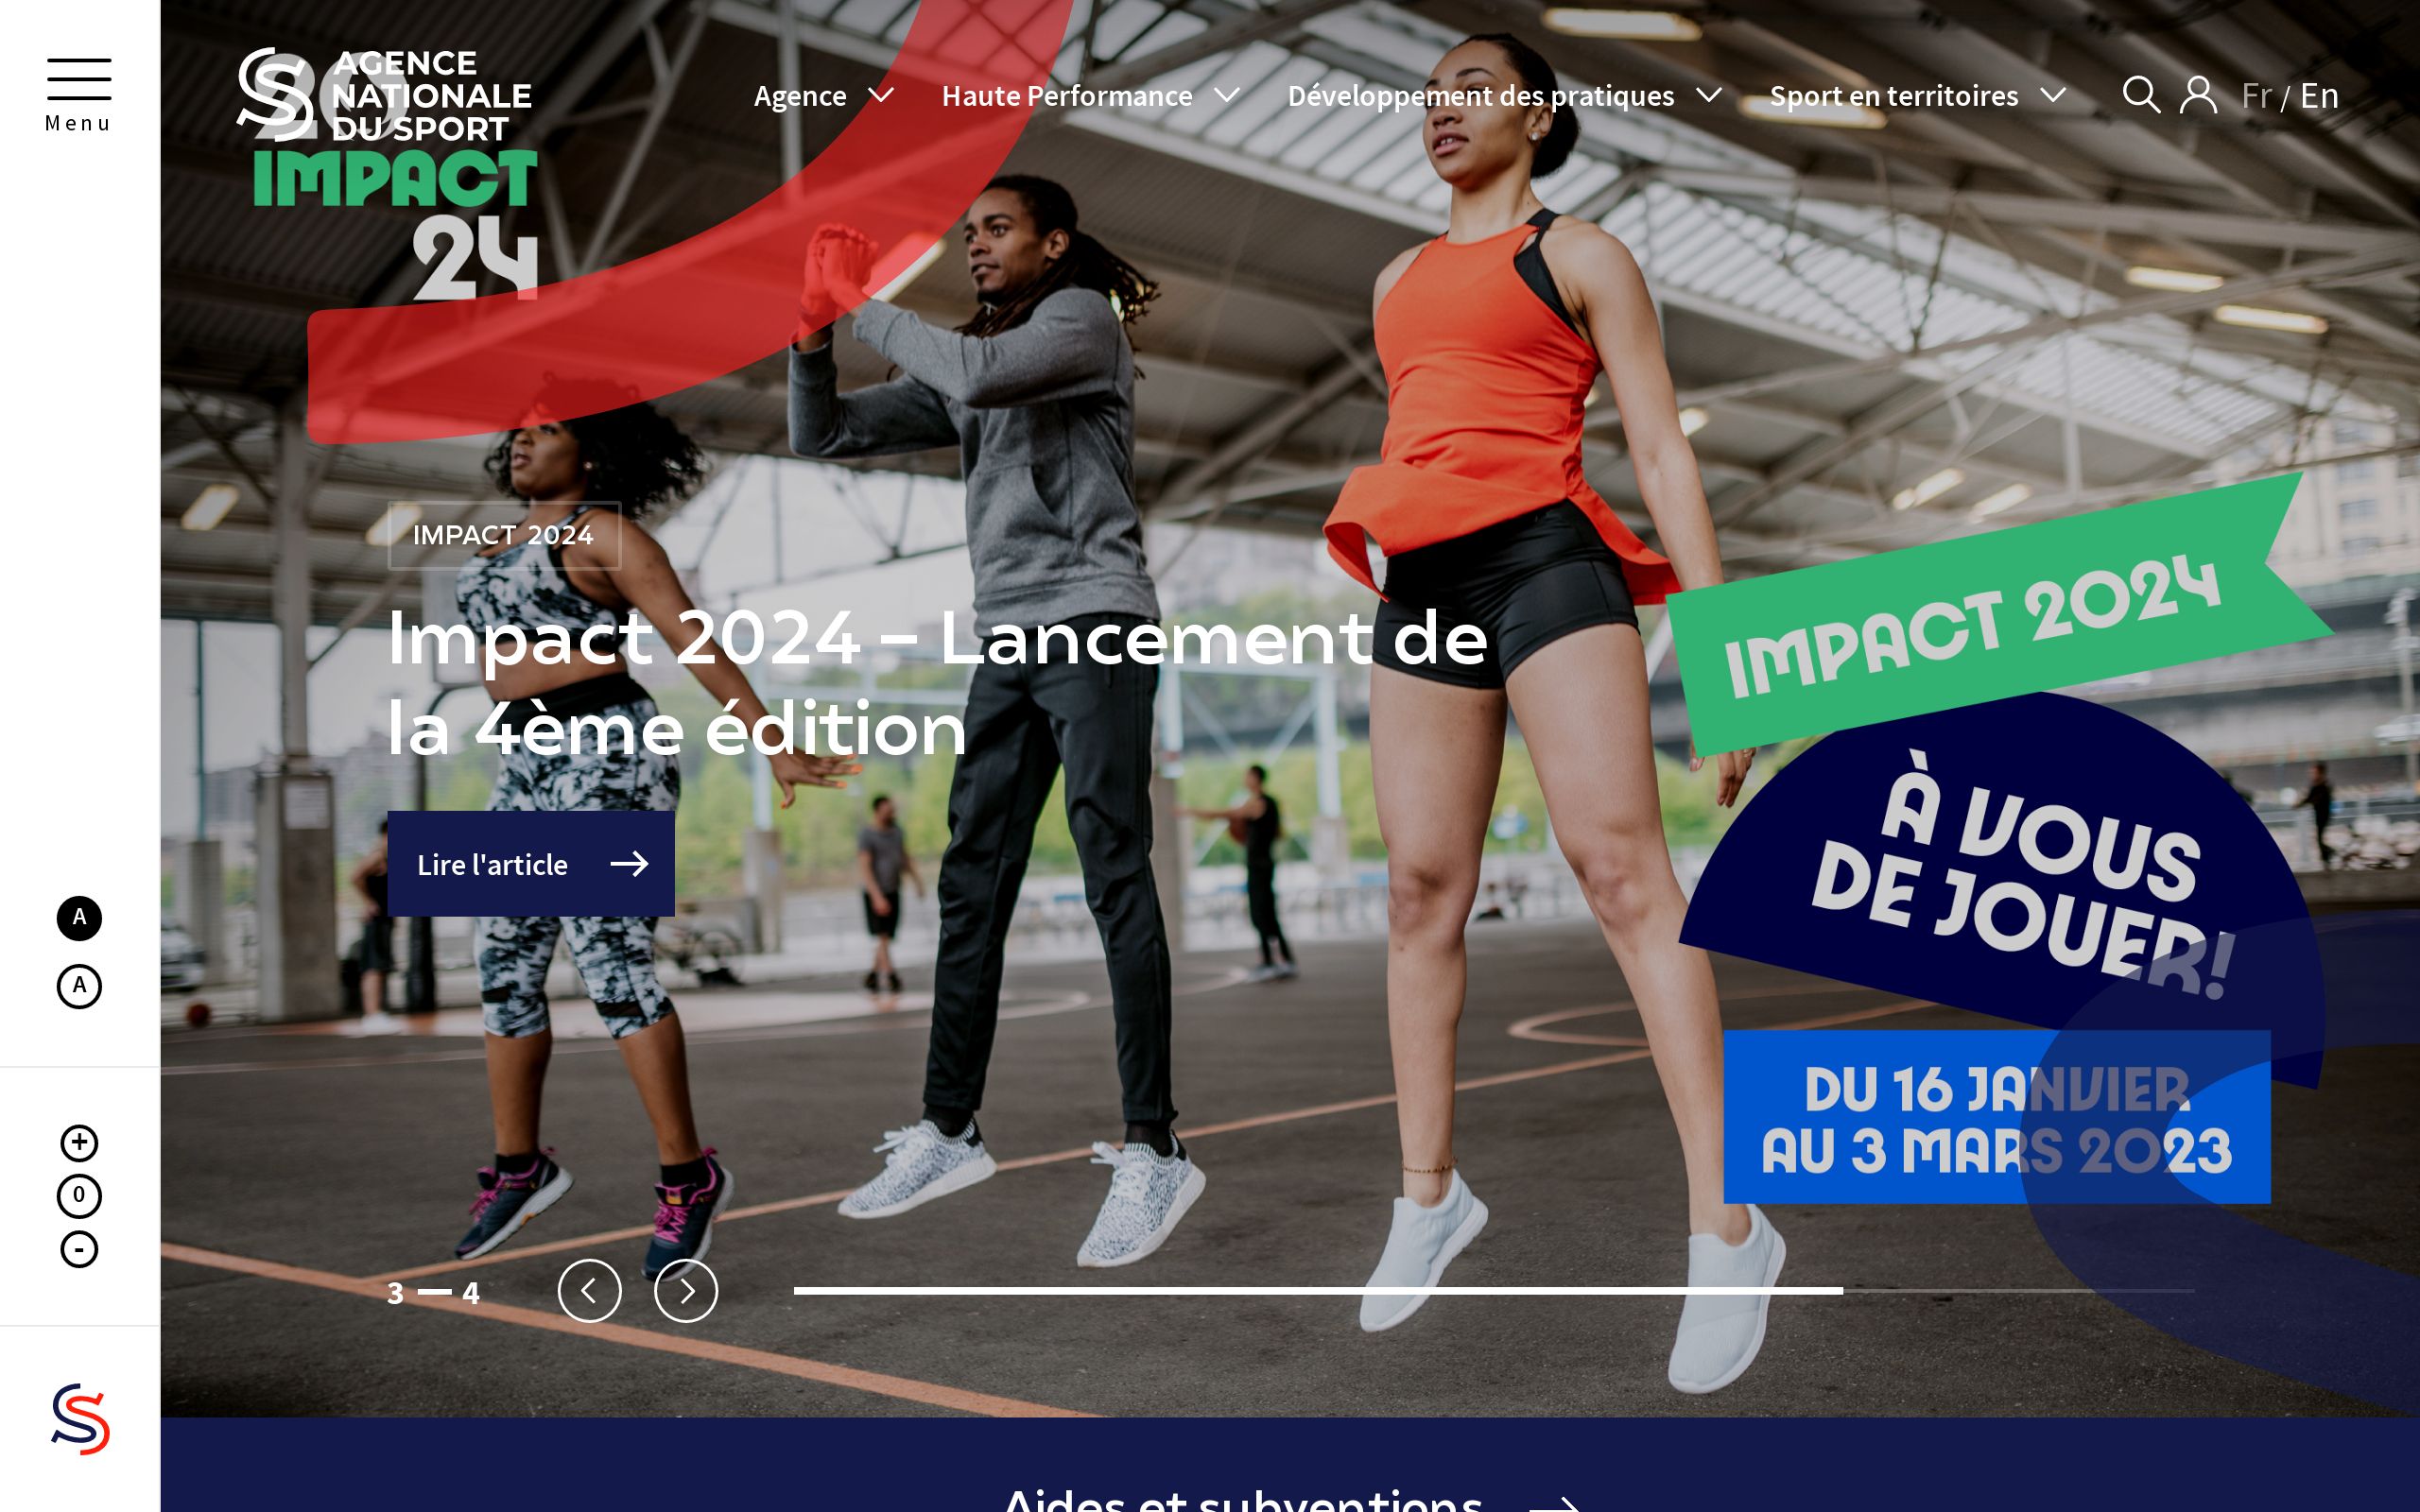 Menu
AGENCE
NATIONALE
DU SPORT
20
IMPACT
24
Agence
Haute Performance
Développement des pratiques
Sport en territoires
Fr / En
IMPACT 2024
Impact 2024 – Lancement de
la 4ème édition
Lire l'article
IMPACT 2024
À VOUS
DE JOUER!
DU 16 JANVIER
AU 3 MARS 2023
A
A
+
0
-
3 — 4
Aides et subventions